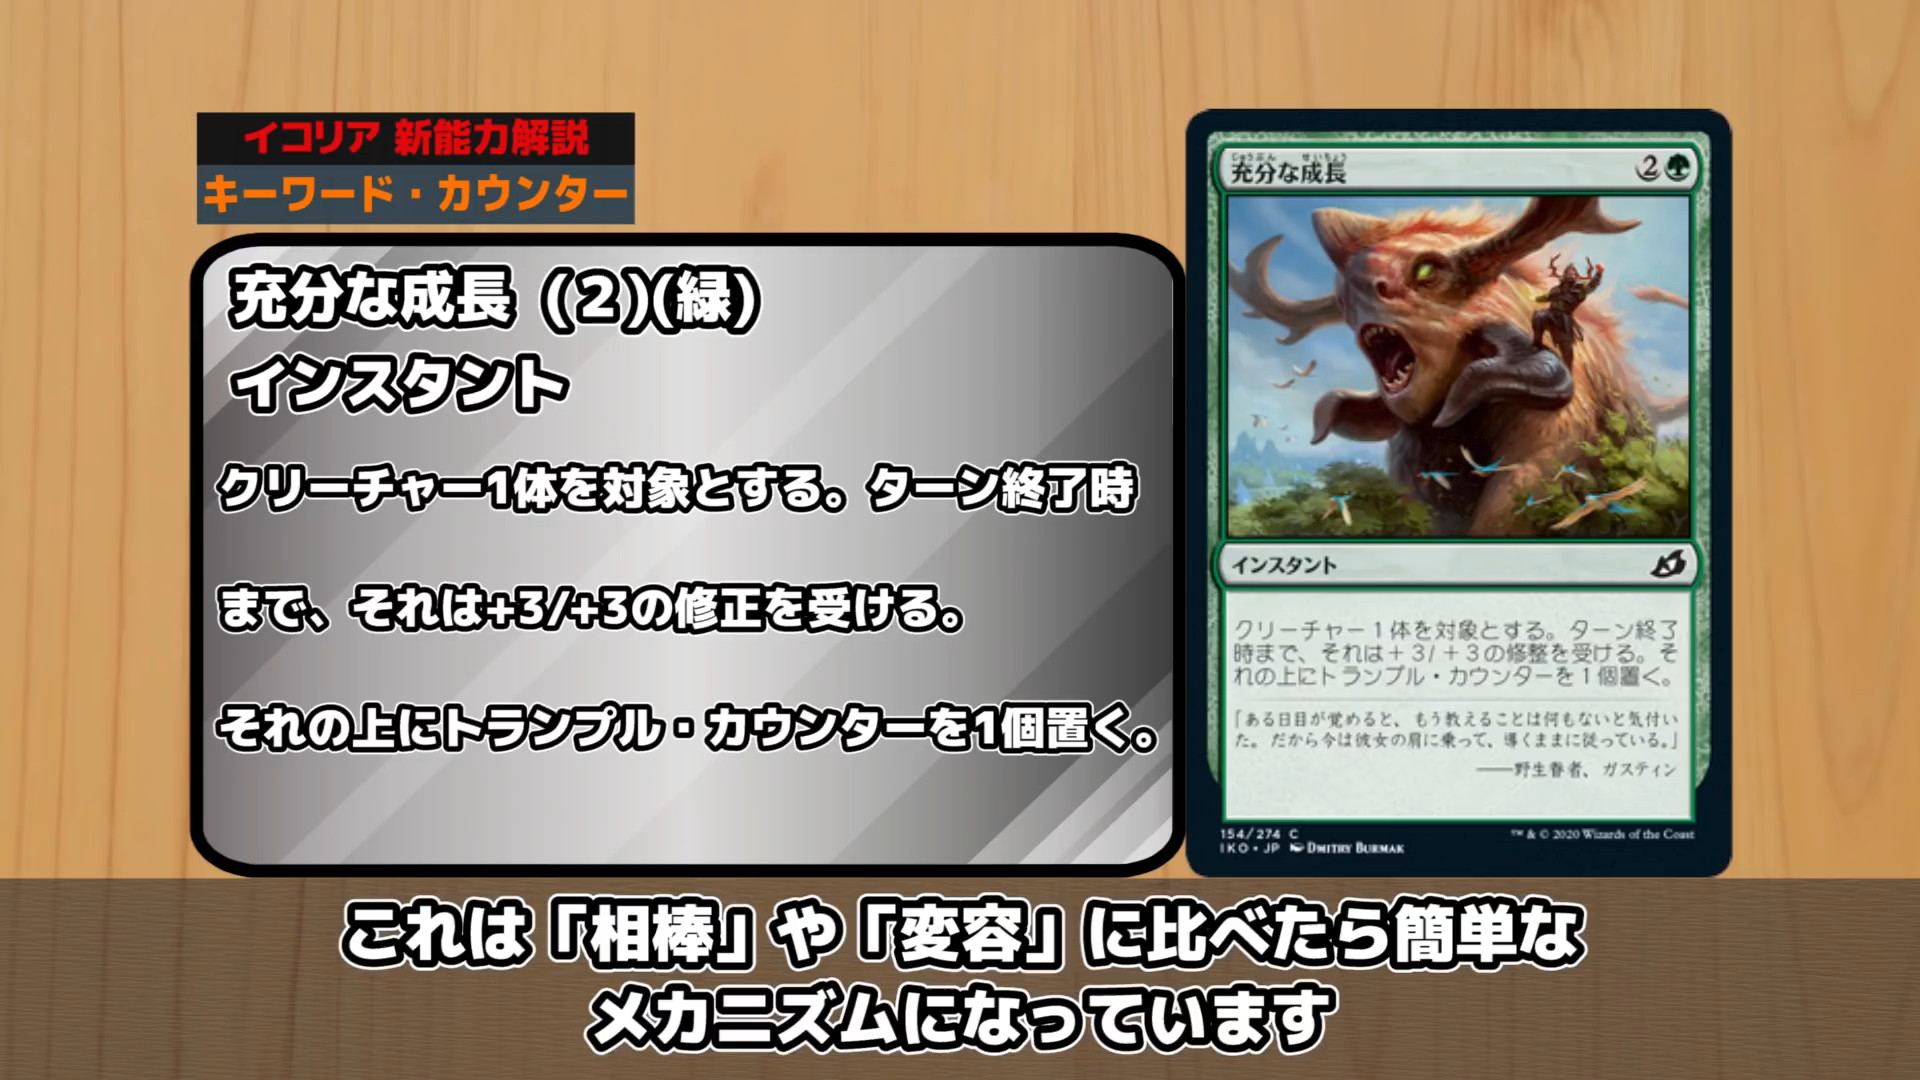 イコリア 新能力解説
キーワード・カウンター
充分な成長 (２)(緑)
インスタント
クリーチャー1体を対象とする。ターン終了時
まで、それは+3/+3の修正を受ける。
それの上にトランプル・カウンターを1個置く。
じゅうぶん せいちょう
充分な成長 2
インスタント
クリーチャー１体を対象とする。ターン終了
時まで、それは＋３/＋３の修整を受ける。そ
れの上にトランプル・カウンターを１個置く。
「ある日目が覚めると、もう教えることは何もないと気付い
た。だから今は彼女の肩に乗って、導くままに従っている。」
――野生眷者、ガスティン
154/274 C
IKO • JP DMITRY BURMAK
™ & © 2020 Wizards of the Coast
これは「相棒」や「変容」に比べたら簡単な
メカニズムになっています